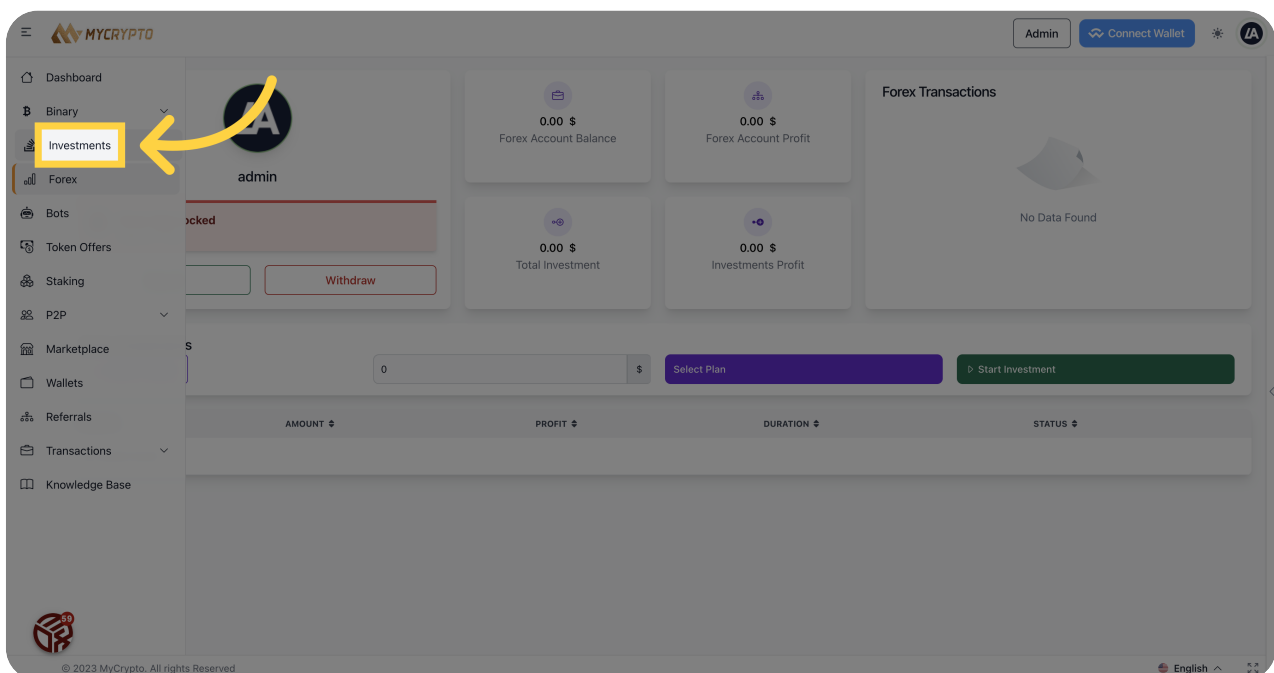 MYCRYPTO
Admin
Connect Wallet
Dashboard
Binary
Investments
Forex
Bots
Token Offers
Staking
P2P
Marketplace
Wallets
Referrals
Transactions
Knowledge Base
admin
Withdraw
0.00 $
Forex Account Balance
0.00 $
Forex Account Profit
0.00 $
Total Investment
0.00 $
Investments Profit
Forex Transactions
No Data Found
0
$
Select Plan
Start Investment
AMOUNT
PROFIT
DURATION
STATUS
59
© 2023 MyCrypto. All rights Reserved
English